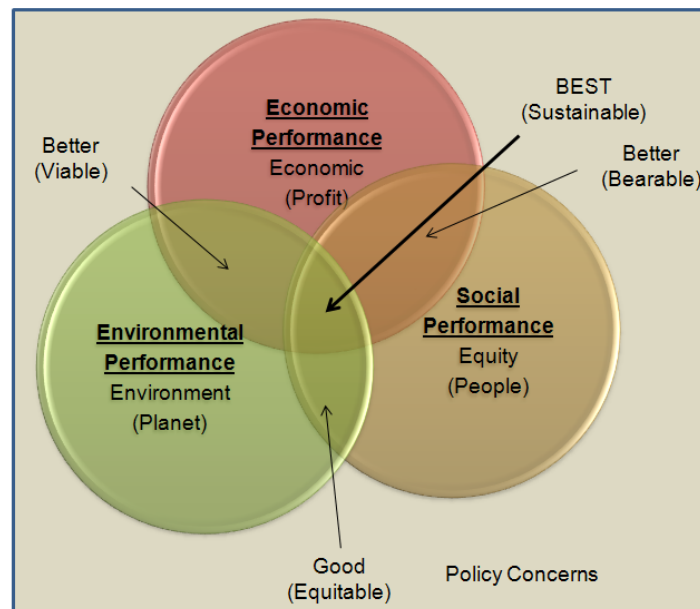 Economic
Performance
Economic
(Profit)
BEST
(Sustainable)
Better
(Viable)
Better
(Bearable)
Environmental
Performance
Environment
(Planet)
Social
Performance
Equity
(People)
Good
(Equitable)
Policy Concerns